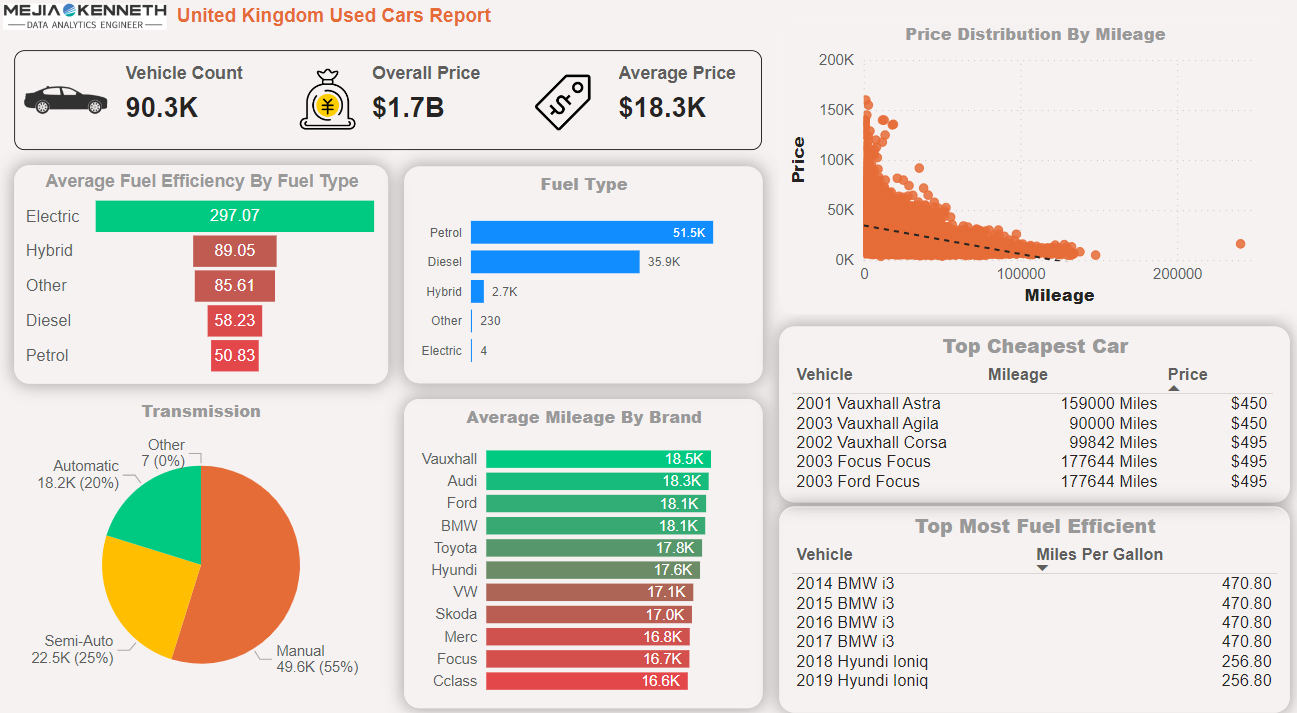 MEJIA KENNETH
DATA ANALYTICS ENGINEER
United Kingdom Used Cars Report
Vehicle Count
90.3K
Overall Price
¥
$1.7B
Average Price
$
$18.3K
Average Fuel Efficiency By Fuel Type
Electric 297.07
Hybrid 89.05
Other 85.61
Diesel 58.23
Petrol 50.83
Fuel Type
Petrol 51.5K
Diesel 35.9K
Hybrid 2.7K
Other 230
Electric 4
Price Distribution By Mileage
200K
150K
100K
50K
0K
Price
0 100000 200000
Mileage
Transmission
Other
7 (0%)
Automatic
18.2K (20%)
Semi-Auto
22.5K (25%)
Manual
49.6K (55%)
Average Mileage By Brand
Vauxhall 18.5K
Audi 18.3K
Ford 18.1K
BMW 18.1K
Toyota 17.8K
Hyundi 17.6K
VW 17.1K
Skoda 17.0K
Merc 16.8K
Focus 16.7K
Cclass 16.6K
Top Cheapest Car
Vehicle Mileage Price
2001 Vauxhall Astra 159000 Miles $450
2003 Vauxhall Agila 90000 Miles $450
2002 Vauxhall Corsa 99842 Miles $495
2003 Focus Focus 177644 Miles $495
2003 Ford Focus 177644 Miles $495
Top Most Fuel Efficient
Vehicle Miles Per Gallon
2014 BMW i3 470.80
2015 BMW i3 470.80
2016 BMW i3 470.80
2017 BMW i3 470.80
2018 Hyundi Ioniq 256.80
2019 Hyundi Ioniq 256.80